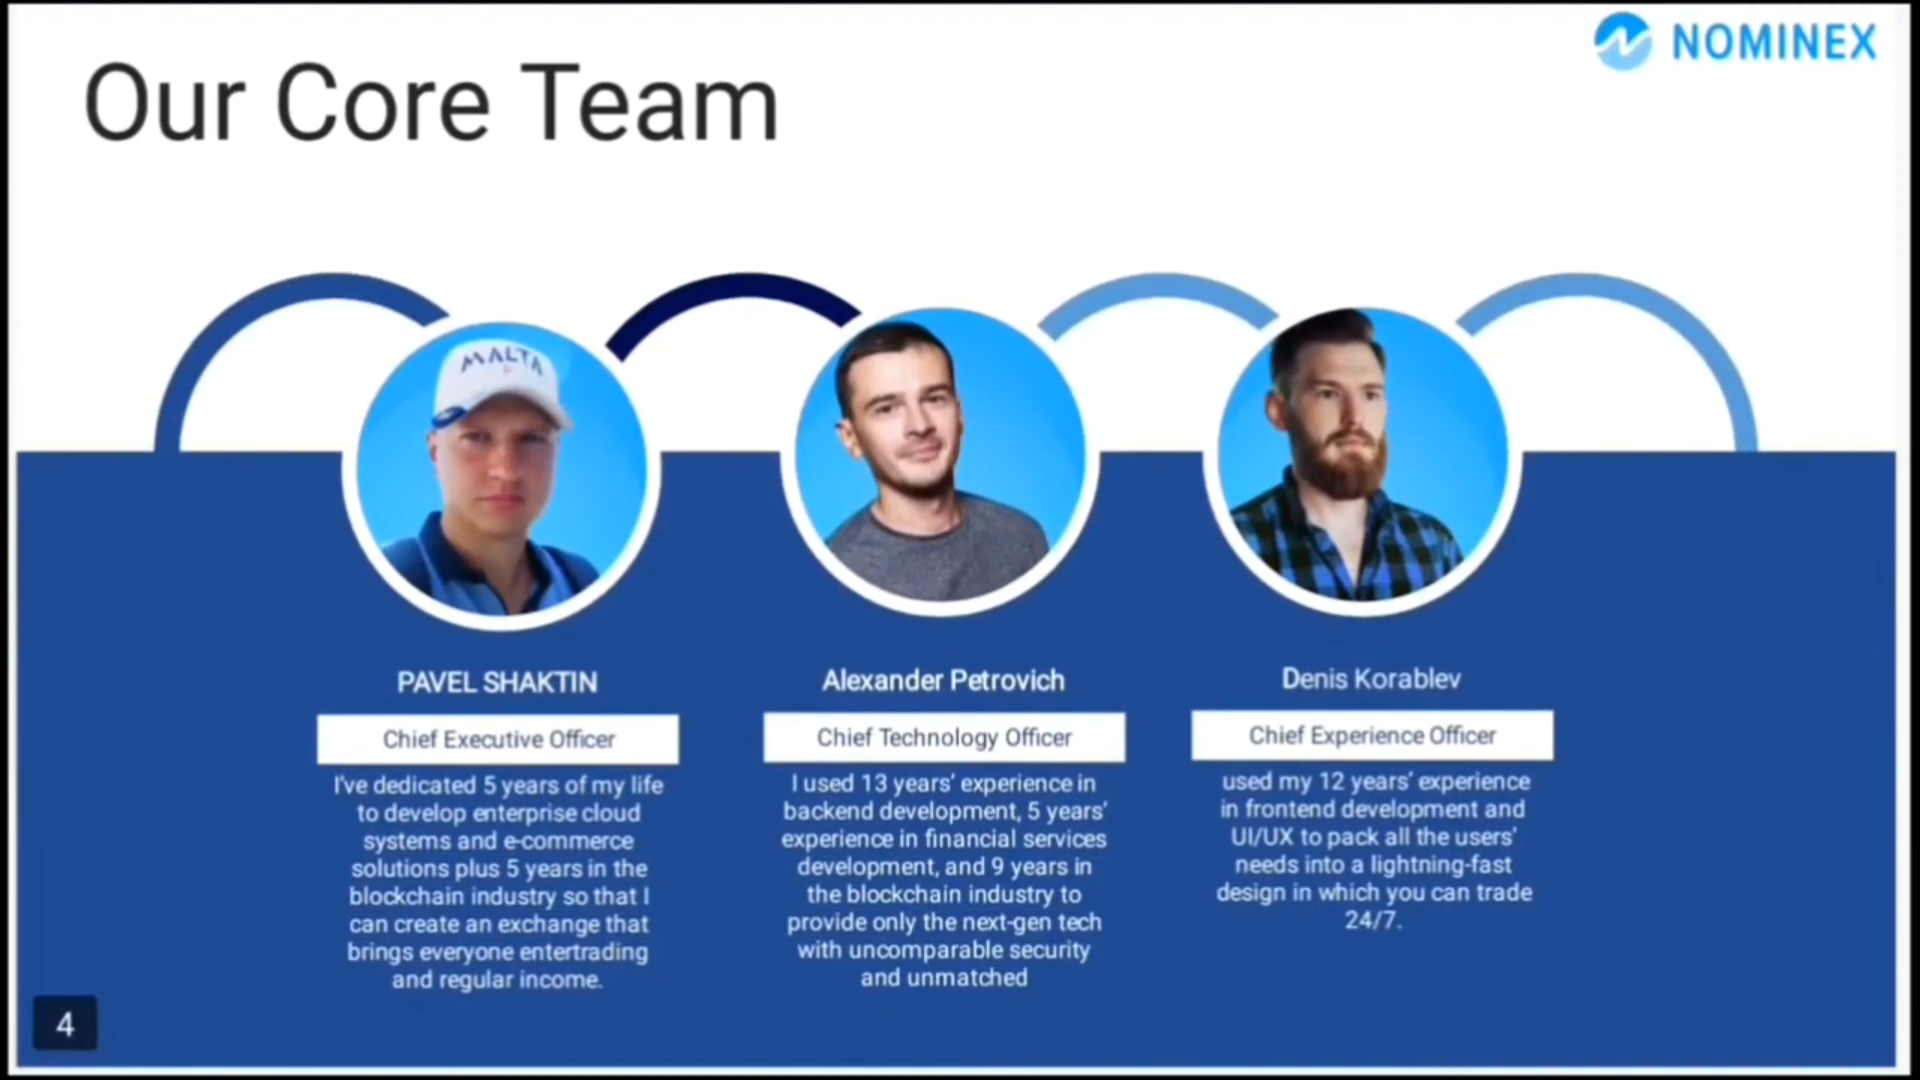 NOMINEX
Our Core Team
MALTA
PAVEL SHAKTIN
Chief Executive Officer
I've dedicated 5 years of my life
to develop enterprise cloud
systems and e-commerce
solutions plus 5 years in the
blockchain industry so that I
can create an exchange that
brings everyone entertrading
and regular income.
Alexander Petrovich
Chief Technology Officer
I used 13 years' experience in
backend development, 5 years'
experience in financial services
development, and 9 years in
the blockchain industry to
provide only the next-gen tech
with uncomparable security
and unmatched
Denis Korablev
Chief Experience Officer
used my 12 years' experience
in frontend development and
UI/UX to pack all the users'
needs into a lightning-fast
design in which you can trade
24/7.
4